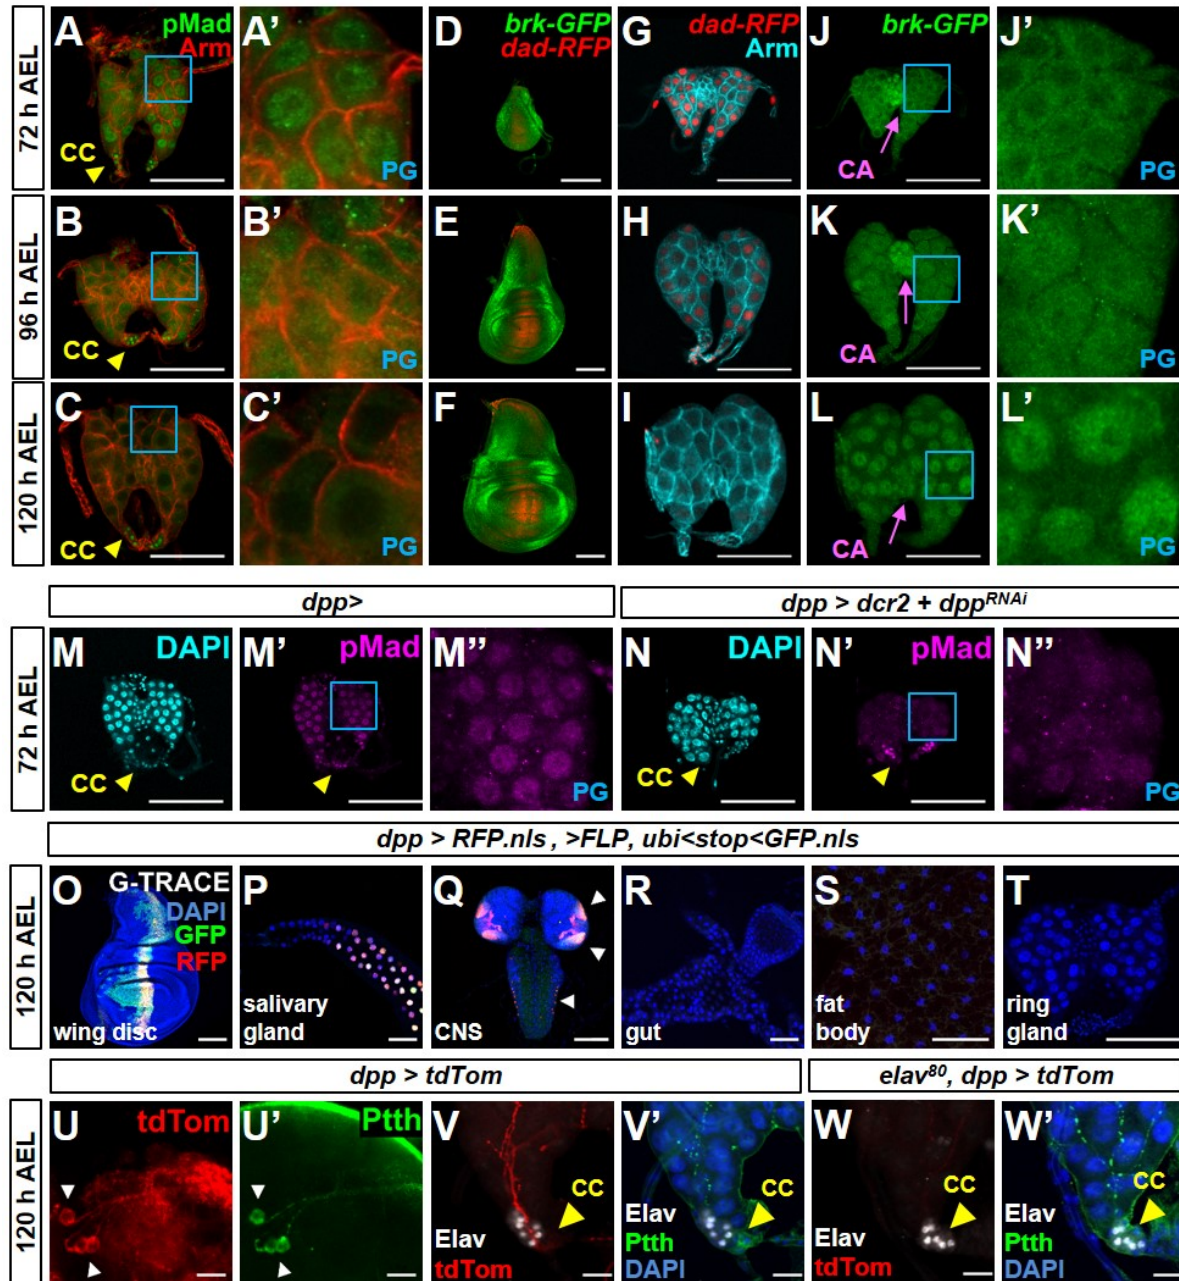 72 h AEL
A pMad Arm CC
A' PG
D brk-GFP dad-RFP
G dad-RFP Arm
J brk-GFP CA
J' PG
96 h AEL
B CC
B' PG
E
H
K CA
K' PG
120 h AEL
C CC
C' PG
F
I
L CA
L' PG
dpp>
dpp > dcr2 + dpp^RNAi
72 h AEL
M DAPI CC
M' pMad
M'' PG
N DAPI CC
N' pMad
N'' PG
dpp > RFP.nls , >FLP, ubi<stop<GFP.nls
120 h AEL
O G-TRACE
DAPI
GFP
RFP
wing disc
P
salivary
gland
Q
CNS
R
gut
S
fat
body
T
ring
gland
dpp > tdTom
elav^80, dpp > tdTom
120 h AEL
U tdTom
U' Ptth
V
CC
Elav
tdTom
V'
CC
Elav
Ptth
DAPI
W
CC
Elav
tdTom
W'
CC
Elav
Ptth
DAPI